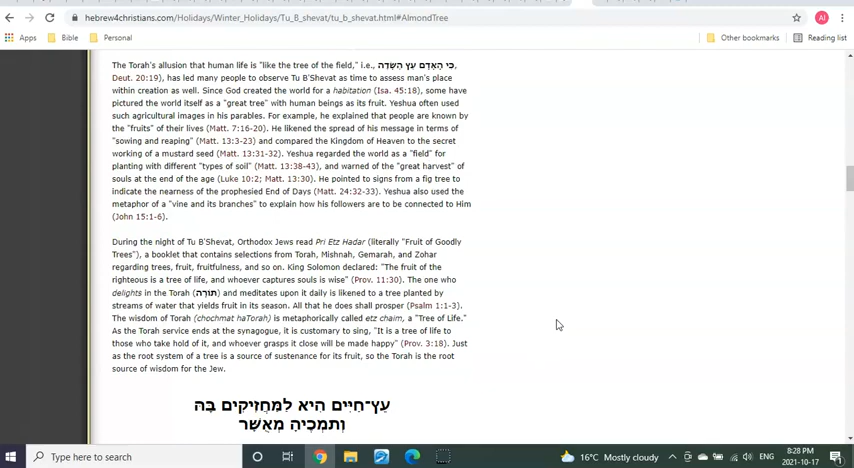 hebrew4christians.com/Holidays/Winter_Holidays/Tu_B_shevat/tu_b_shevat.html#AlmondTree
AI
Apps Bible Personal Other bookmarks Reading list
The Torah's allusion that human life is "like the tree of the field," i.e., כִּי הָאָדָם עֵץ הַשָּׂדֶה,
Deut. 20:19), has led many people to observe Tu B'Shevat as time to assess man's place
within creation as well. Since God created the world for a habitation (Isa. 45:18), some have
pictured the world itself as a "great tree" with human beings as its fruit. Yeshua often used
such agricultural images in his parables. For example, he explained that people are known by
the "fruits" of their lives (Matt. 7:16-20). He likened the spread of his message in terms of
"sowing and reaping" (Matt. 13:3-23) and compared the Kingdom of Heaven to the secret
working of a mustard seed (Matt. 13:31-32). Yeshua regarded the world as a "field" for
planting with different "types of soil" (Matt. 13:38-43), and warned of the "great harvest" of
souls at the end of the age (Luke 10:2; Matt. 13:30). He pointed to signs from a fig tree to
indicate the nearness of the prophesied End of Days (Matt. 24:32-33). Yeshua also used the
metaphor of a "vine and its branches" to explain how his followers are to be connected to Him
(John 15:1-6).
During the night of Tu B'Shevat, Orthodox Jews read Pri Etz Hadar (literally "Fruit of Goodly
Trees"), a booklet that contains selections from Torah, Mishnah, Gemarah, and Zohar
regarding trees, fruit, fruitfulness, and so on. King Solomon declared: "The fruit of the
righteous is a tree of life, and whoever captures souls is wise" (Prov. 11:30). The one who
delights in the Torah (תּוֹרָה) and meditates upon it daily is likened to a tree planted by
streams of water that yields fruit in its season. All that he does shall prosper (Psalm 1:1-3).
The wisdom of Torah (chochmat haTorah) is metaphorically called etz chaim, a "Tree of Life."
As the Torah service ends at the synagogue, it is customary to sing, "It is a tree of life to
those who take hold of it, and whoever grasps it close will be made happy" (Prov. 3:18). Just
as the root system of a tree is a source of sustenance for its fruit, so the Torah is the root
source of wisdom for the Jew.
עֵץ־חַיִּים הִיא לַמַּחֲזִיקִים בָּהּ
וְתֹמְכֶיהָ מְאֻשָּׁר
Type here to search
16°C Mostly cloudy
ENG
8:28 PM
2021-10-17